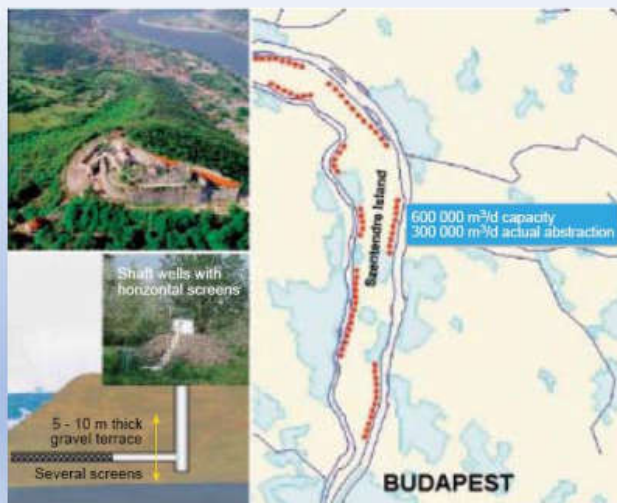 Shaft wells with
horizontal screens
5 - 10 m thick
gravel terrace
Several screens
600 000 m³/d capacity
300 000 m³/d actual abstraction
Szentendre Island
BUDAPEST